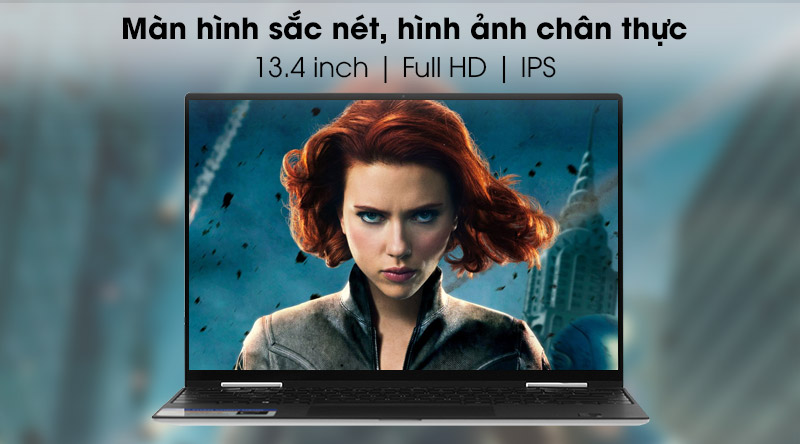 Màn hình sắc nét, hình ảnh chân thực
13.4 inch | Full HD | IPS